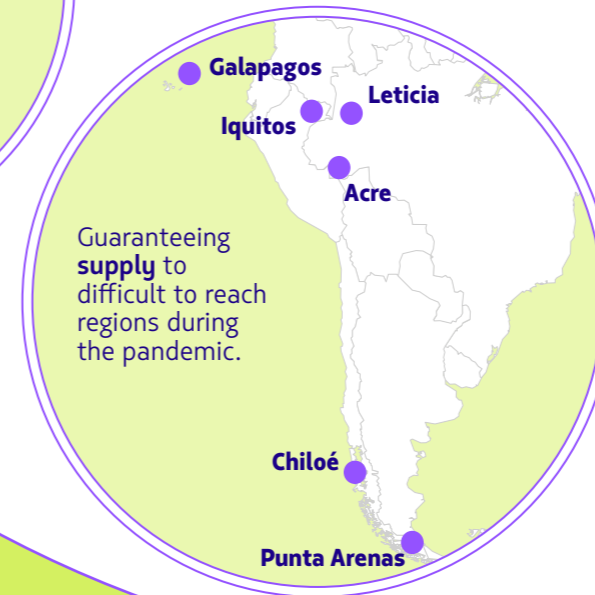 Galapagos
Leticia
Iquitos
Acre
Guaranteeing
supply to
difficult to reach
regions during
the pandemic.
Chiloé
Punta Arenas